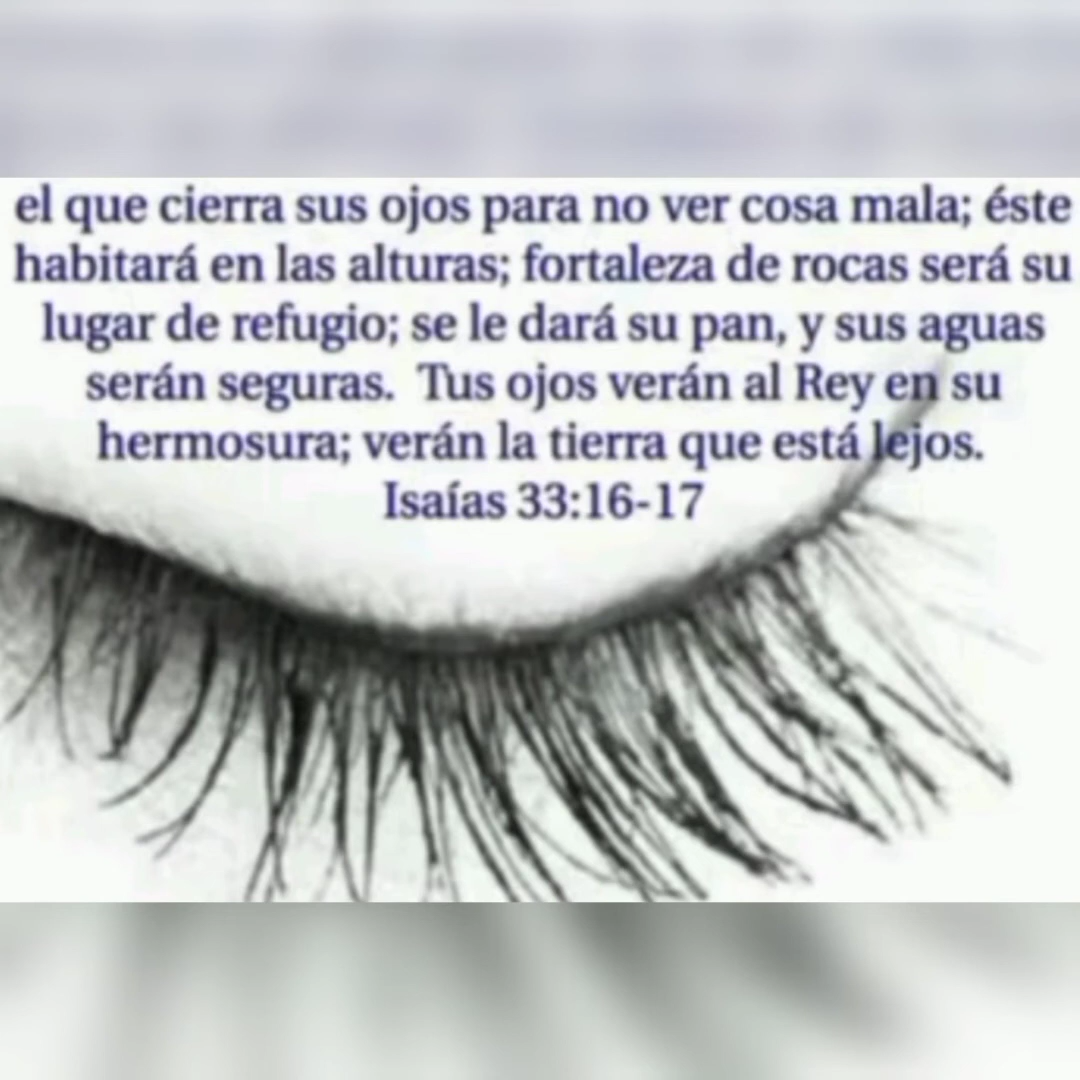 el que cierra sus ojos para no ver cosa mala; éste
habitará en las alturas; fortaleza de rocas será su
lugar de refugio; se le dará su pan, y sus aguas
serán seguras.  Tus ojos verán al Rey en su
hermosura; verán la tierra que está lejos.
Isaías 33:16-17